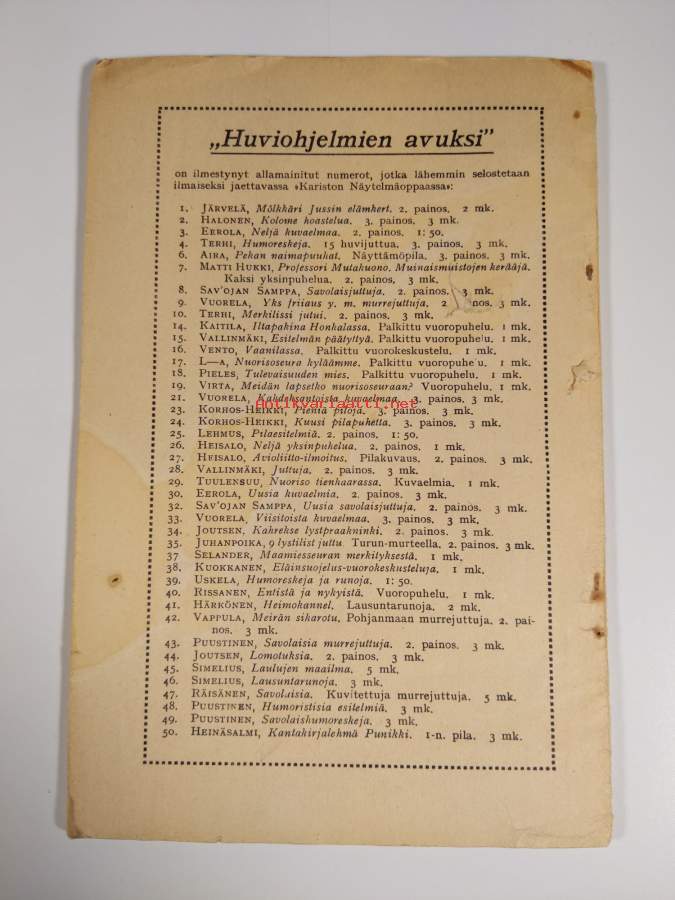 „Huviohjelmien avuksi”
on ilmestynyt allamainitut numerot, jotka lähemmin selostetaan
ilmaiseksi jaettavassa »Kariston Näytelmäoppaassa»:
1. JÄRVELÄ, Mölkkäri Jussin elämkert. 2. painos. 2 mk.
2. HALONEN, Kolome hoastelua. 3. painos. 3 mk.
3. EEROLA, Neljä kuvaelmaa. 2. painos. 1: 50.
4. TERHI, Humoreskeja. 15 huvijuttua. 3. painos. 3 mk.
6. AIRA, Pekan naimapuuhat. Näyttämöpila. 3. painos. 3 mk.
7. MATTI HUKKI, Professori Mutakuono. Muinaismuistojen kerääjä.
Kaksi yksinpuhelua. 2. painos. 3 mk.
8. SAV'OJAN SAMPPA, Savolaisjuttuja. 2. painos. 3 mk.
9. VUORELA, Yks friiaus y. m. murrejuttuja. 2 nos. 3 mk.
10. TERHI, Merkilissi jutui. 2. painos. 3 mk.
14. KAITILA, Iltapakina Honkalassa. Palkittu vuoropuhelu. 1 mk.
15. VALLINMÄKI, Esitelmän päätyttyä. Palkittu vuoropuhelu. 1 mk.
16. VENTO, Vaanilassa. Palkittu vuorokeskustelu. 1 mk.
17. L—A, Nuorisoseura kyläämme. Palkittu vuoropuhe'u. 1 mk.
18. PIELES, Tulevaisuuden mies. Palkittu vuoropuhelu. 1 mk.
19. VIRTA, Meidän lapsetko nuorisoseuraan? Vuoropuhelu. 1 mk.
21. VUORELA, Kahdeksantoista kuvaelmaa. 3. painos. 3 mk.
Antikvariaatti.net
23. KORHOS-HEIKKI, Pieniä piloja. 3. painos. 3 mk.
24. KORHOS-HEIKKI, Kuusi pilapuhetta. 3. painos. 3 mk.
25. LEHMUS, Pilaesitelmiä. 2. painos. 1: 50.
26. HEISALO, Neljä yksinpuhelua. 2. painos. 1 mk.
27. HEISALO, Avioliitto-ilmoitus. Pilakuvaus. 2. painos. 3 mk.
28. VALLINMÄKI, Juttuja. 2. painos. 3 mk.
29. TUULENSUU, Nuoriso tienhaarassa. Kuvaelmia. 1 mk.
30. EEROLA, Uusia kuvaelmia. 2. painos. 3 mk.
32. SAV'OJAN SAMPPA, Uusia savolaisjuttuja. 2. painos. 3 mk.
33. VUORELA, Viisitoista kuvaelmaa. 3. painos. 3 mk.
34. JOUTSEN, Kahrekse lystpraakninki. 2. painos. 3 mk.
35. JUHANPOIKA, 9 lystilist juttu. Turun-murteella. 2. painos. 3 mk.
37 SELANDER, Maamiesseuran merkityksestä. 1 mk.
38. KUOKKANEN, Eläinsuojelus-vuorokeskusteluja. 1 mk.
39. USKELA, Humoreskeja ja runoja. 1: 50.
40. RISSANEN, Entistä ja nykyistä. Vuoropuhelu. 1 mk.
41. HÄRKÖNEN, Heimokannel. Lausuntarunoja. 2 mk.
42. VAPPULA, Meirän sikarotu. Pohjanmaan murrejuttuja. 2. pai-
nos. 3 mk.
43. PUUSTINEN, Savolaisia murrejuttuja. 2. painos. 3 mk.
44. JOUTSEN, Lomotuksia. 2. painos. 3 mk.
45. SIMELIUS, Laulujen maailma. 5 mk.
46. SIMELIUS, Lausuntarunoja. 3 mk.
47. RÄISÄNEN, Savolaisia. Kuvitettuja murrejuttuja. 5 mk.
48. PUUSTINEN, Humoristisia esitelmiä. 3 mk.
49. PUUSTINEN, Savolaishumoreskeja. 3 mk.
50. HEINÄSALMI, Kantakirjalehmä Punikki. 1-n. pila. 3 mk.